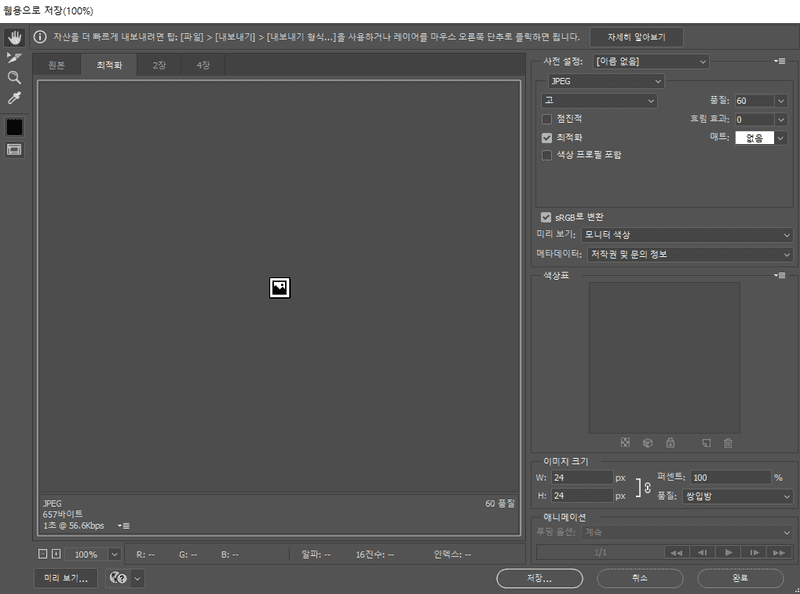 웹용으로 저장(100%)
자산을 더 빠르게 내보내려면 팁: [파일] > [내보내기] > [내보내기 형식...]을 사용하거나 레이어를 마우스 오른쪽 단추로 클릭하면 됩니다.
자세히 알아보기
원본
최적화
2장
4장
사전 설정: [이름 없음]
JPEG
고
품질: 60
점진적
흐림 효과: 0
최적화
매트: 없음
색상 프로필 포함
sRGB로 변환
미리 보기: 모니터 색상
메타데이터: 저작권 및 문의 정보
색상표
이미지 크기
W: 24 px
퍼센트: 100 %
H: 24 px
품질: 쌍입방
애니메이션
루핑 옵션: 계속
1/1
JPEG
60 품질
657바이트
1초 @ 56.6Kbps
100%
R: --
G: --
B: --
알파: --
16진수: --
인덱스: --
미리 보기...
저장...
취소
완료